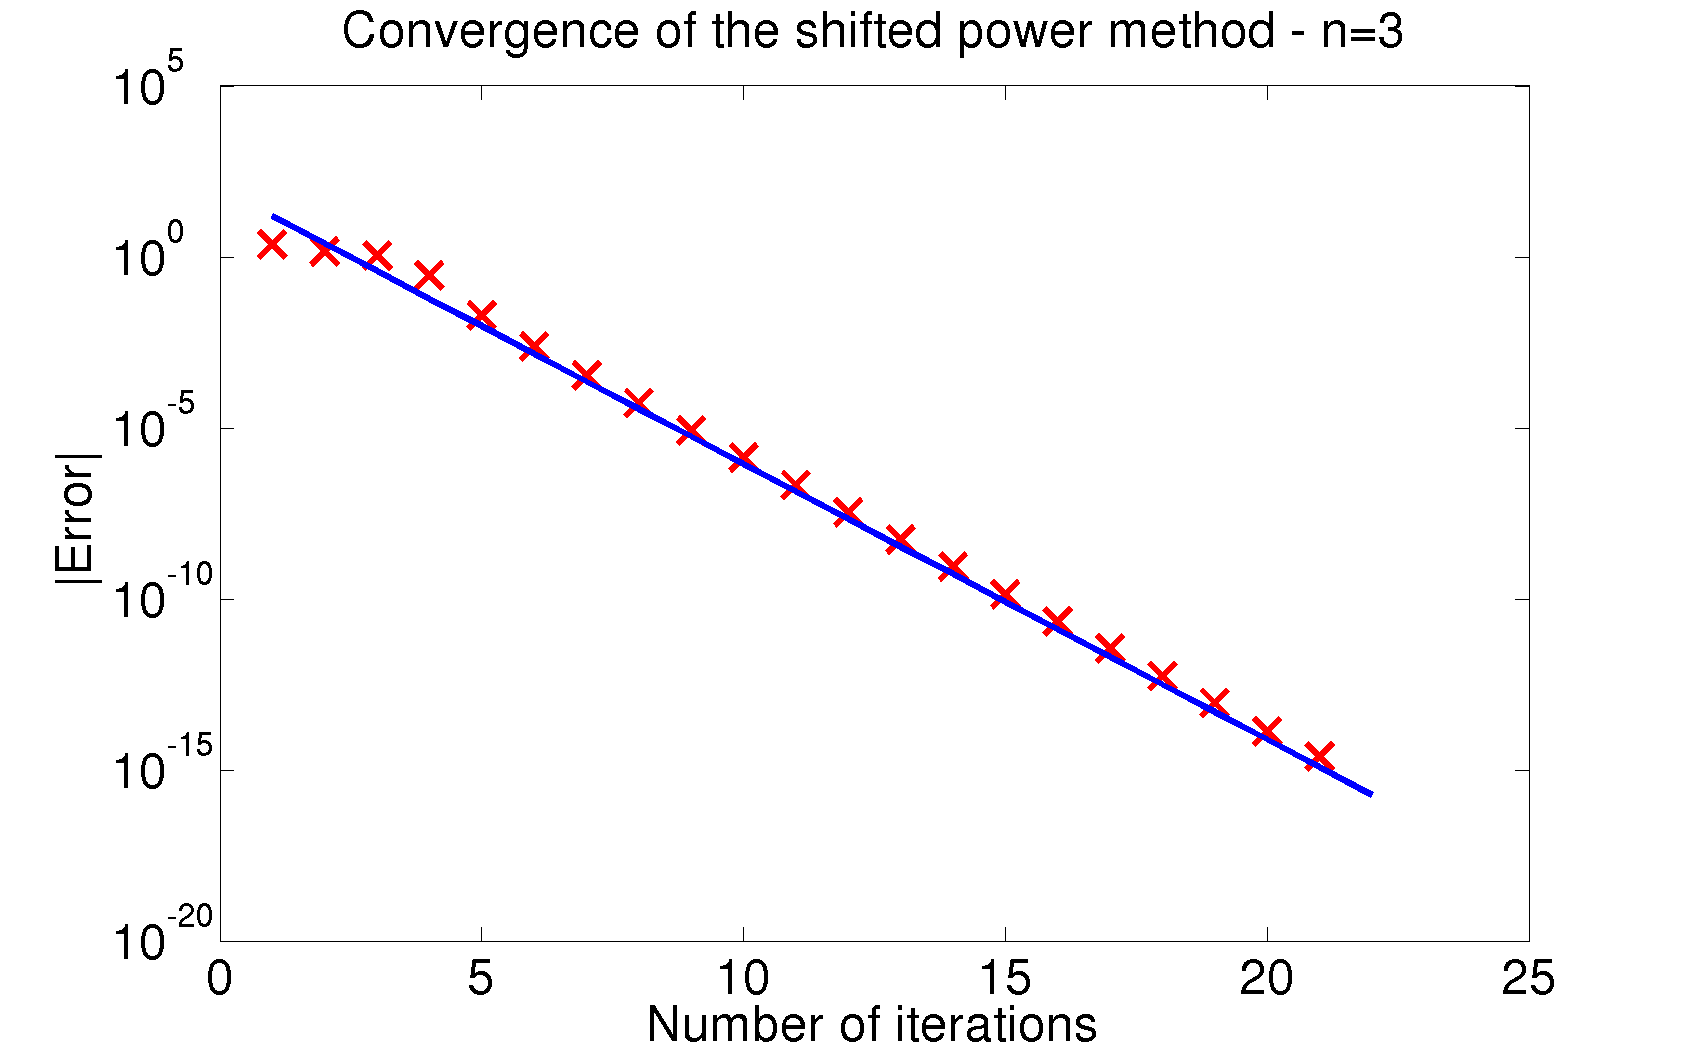 Convergence of the shifted power method - n=3
10^5
10^0
10^-5
10^-10
10^-15
10^-20
|Error|
0 5 10 15 20 25
Number of iterations